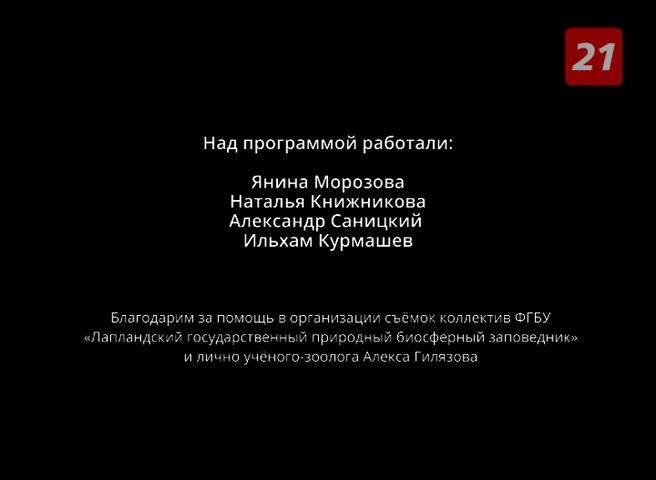 21
Над программой работали:
Янина Морозова
Наталья Книжникова
Александр Саницкий
Ильхам Курмашев
Благодарим за помощь в организации съёмок коллектив ФГБУ
«Лапландский государственный природный биосферный заповедник»
и лично учёного-зоолога Алекса Гилязова